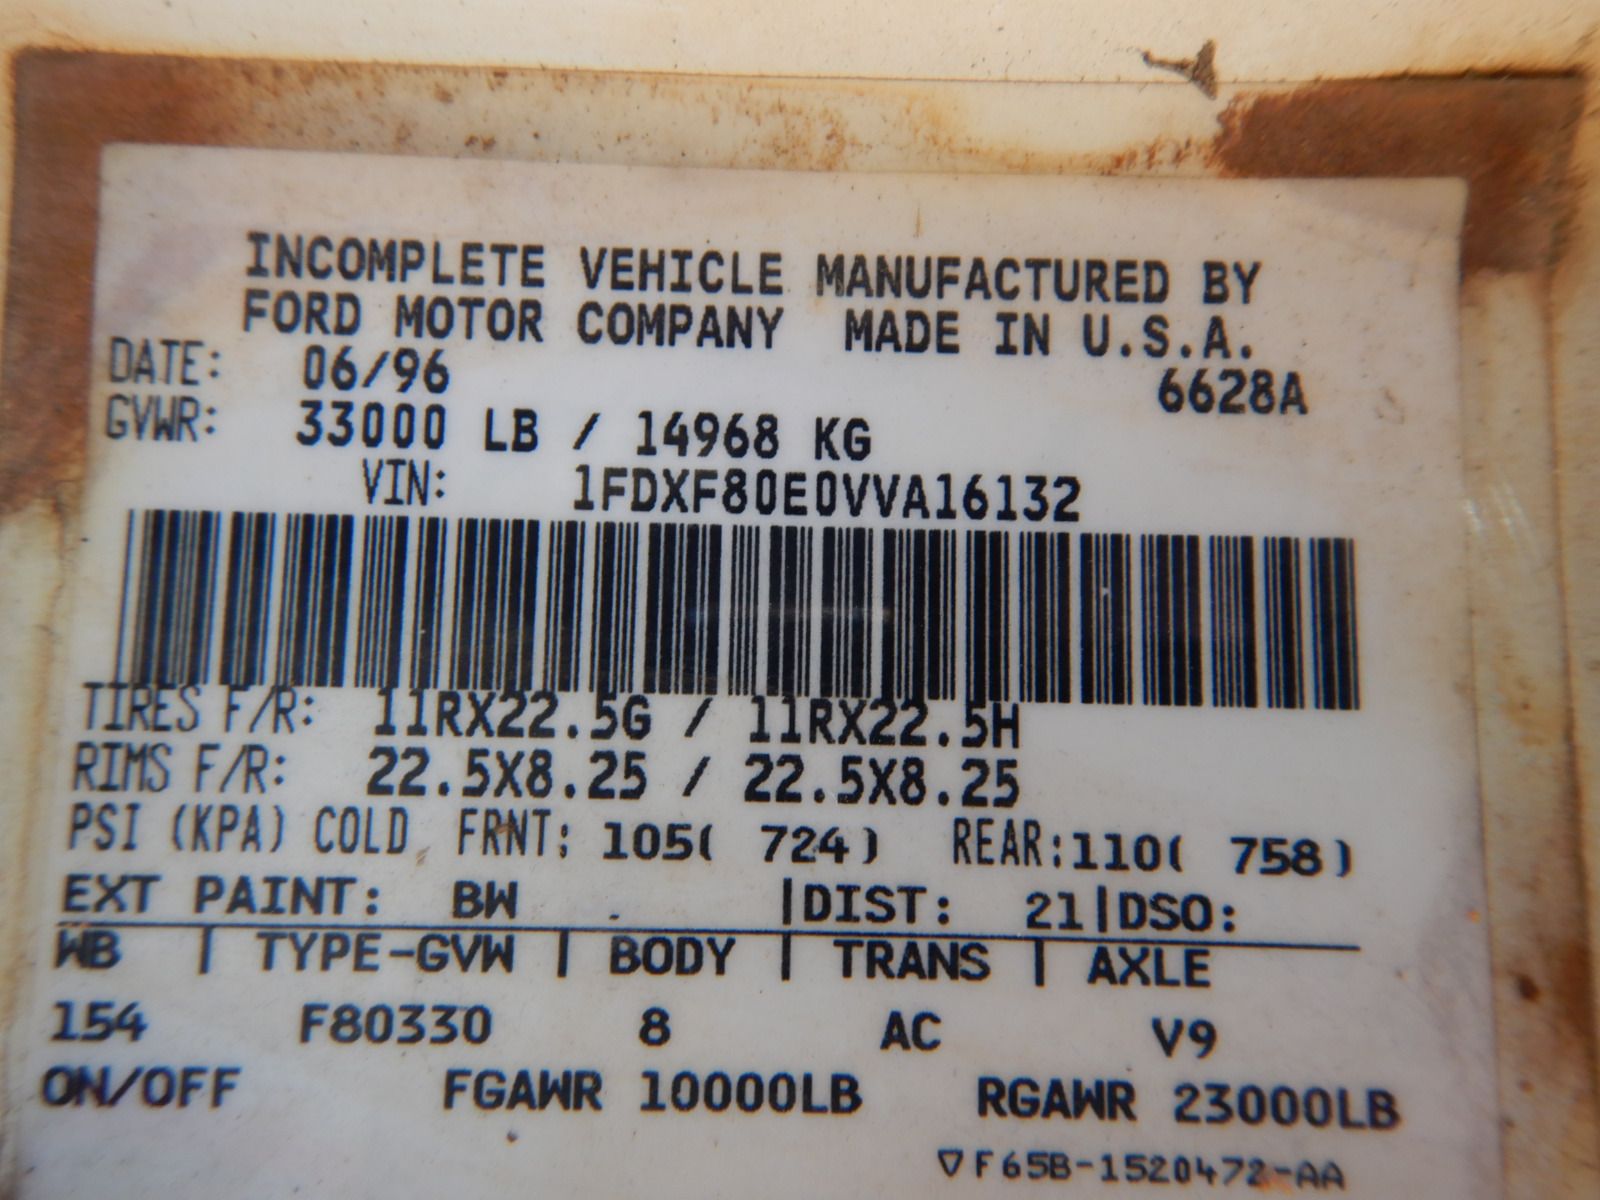 INCOMPLETE VEHICLE MANUFACTURED BY
FORD MOTOR COMPANY MADE IN U.S.A.
DATE: 06/96 6628A
GVWR: 33000 LB / 14968 KG
VIN: 1FDXF80E0VVA16132
TIRES F/R: 11RX22.5G / 11RX22.5H
RIMS F/R: 22.5X8.25 / 22.5X8.25
PSI (KPA) COLD FRNT: 105( 724) REAR:110( 758)
EXT PAINT: BW |DIST: 21|DSO:
WB | TYPE-GVW | BODY | TRANS | AXLE
154 F80330 8 AC V9
ON/OFF FGAWR 10000LB RGAWR 23000LB
▽F65B-1520472-AA